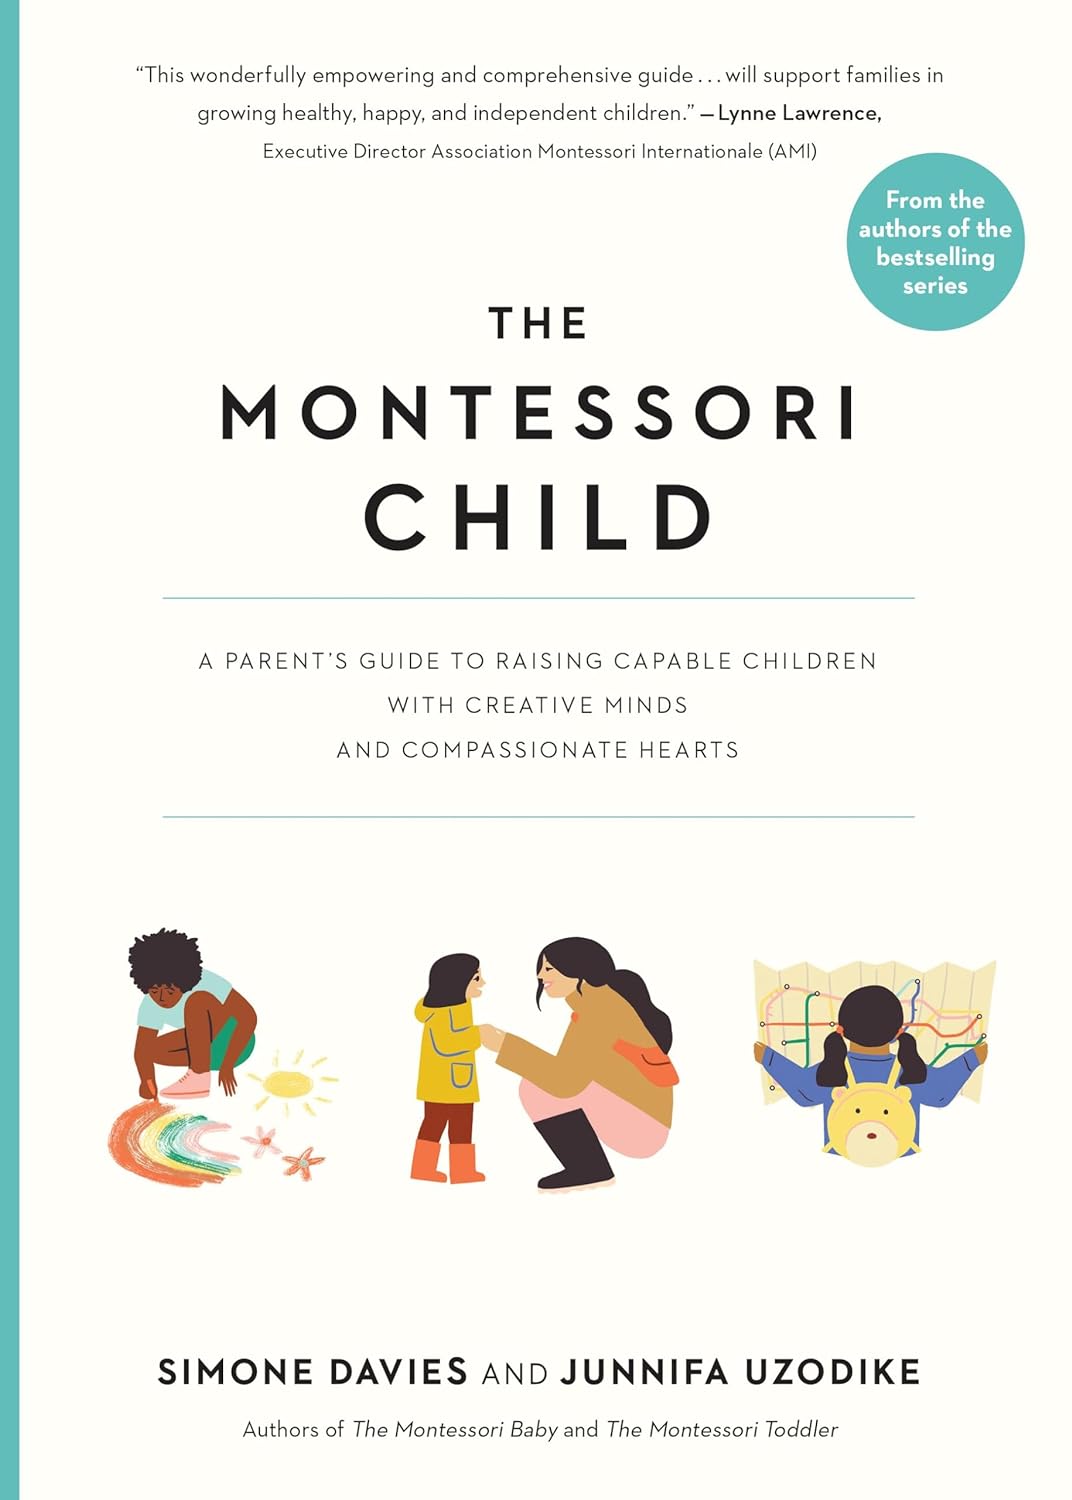 “This wonderfully empowering and comprehensive guide . . . will support families in
growing healthy, happy, and independent children.” —Lynne Lawrence,
Executive Director Association Montessori Internationale (AMI)
From the
authors of the
bestselling
series
THE
MONTESSORI
CHILD
A PARENT’S GUIDE TO RAISING CAPABLE CHILDREN
WITH CREATIVE MINDS
AND COMPASSIONATE HEARTS
SIMONE DAVIES AND JUNNIFA UZODIKE
Authors of The Montessori Baby and The Montessori Toddler